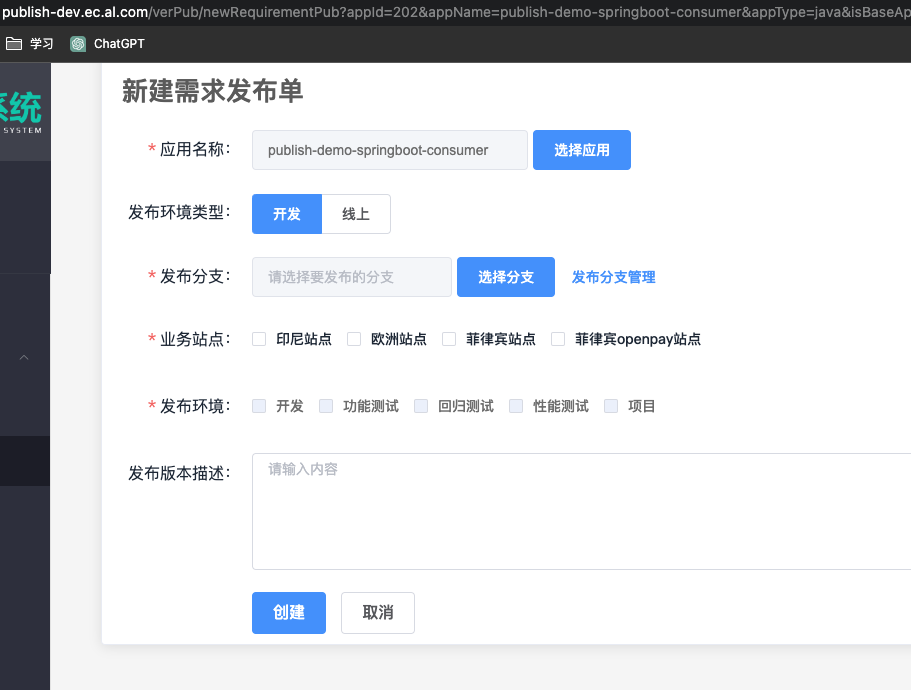 publish-dev.ec.al.com/verPub/newRequirementPub?appId=202&appName=publish-demo-springboot-consumer&appType=java&isBaseAp
学习 ChatGPT
系统
SYSTEM
新建需求发布单
* 应用名称: publish-demo-springboot-consumer 选择应用
发布环境类型: 开发 线上
* 发布分支: 请选择要发布的分支 选择分支 发布分支管理
* 业务站点: 印尼站点 欧洲站点 菲律宾站点 菲律宾openpay站点
* 发布环境: 开发 功能测试 回归测试 性能测试 项目
发布版本描述: 请输入内容
创建 取消